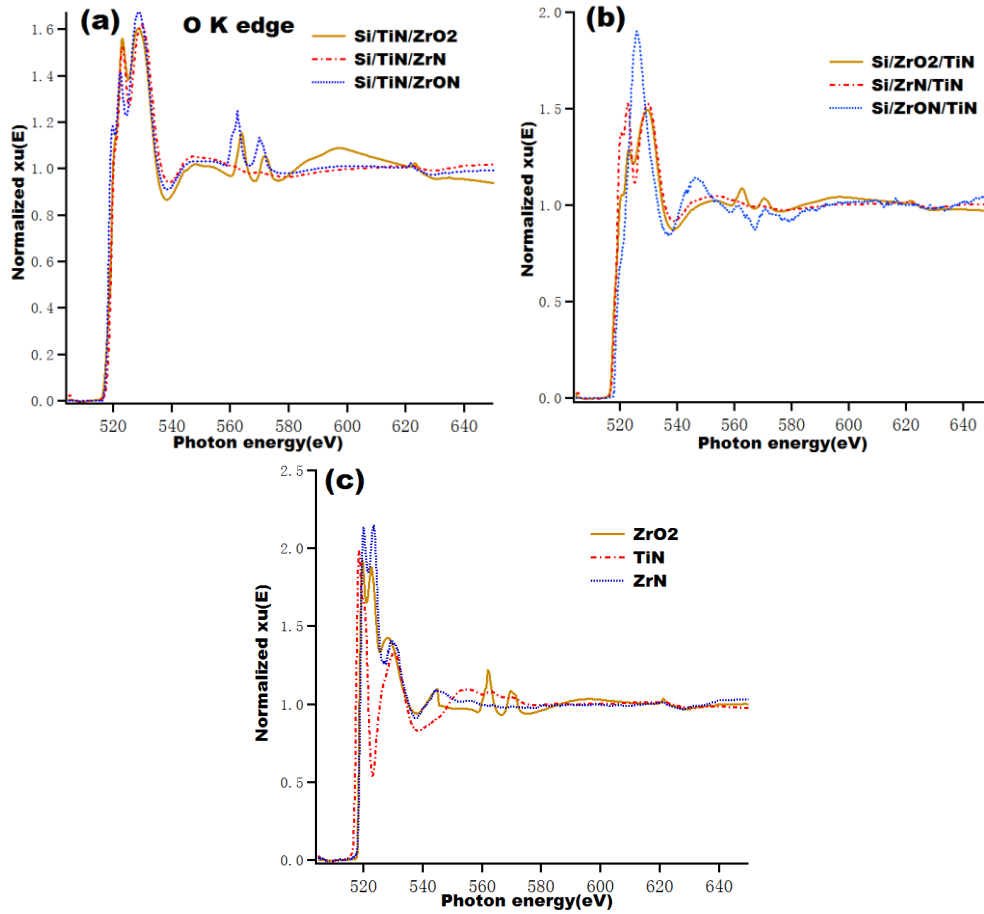 (a) O K edge
Si/TiN/ZrO2
Si/TiN/ZrN
Si/TiN/ZrON
Normalized xu(E)
1.6
1.4
1.2
1.0
0.8
0.6
0.4
0.2
0.0
520 540 560 580 600 620 640
Photon energy(eV)
(b)
Si/ZrO2/TiN
Si/ZrN/TiN
Si/ZrON/TiN
Normalized xu(E)
2.0
1.5
1.0
0.5
0.0
520 540 560 580 600 620 640
Photon energy(eV)
(c)
ZrO2
TiN
ZrN
Normalized xu(E)
2.5
2.0
1.5
1.0
0.5
0.0
520 540 560 580 600 620 640
Photon energy(eV)